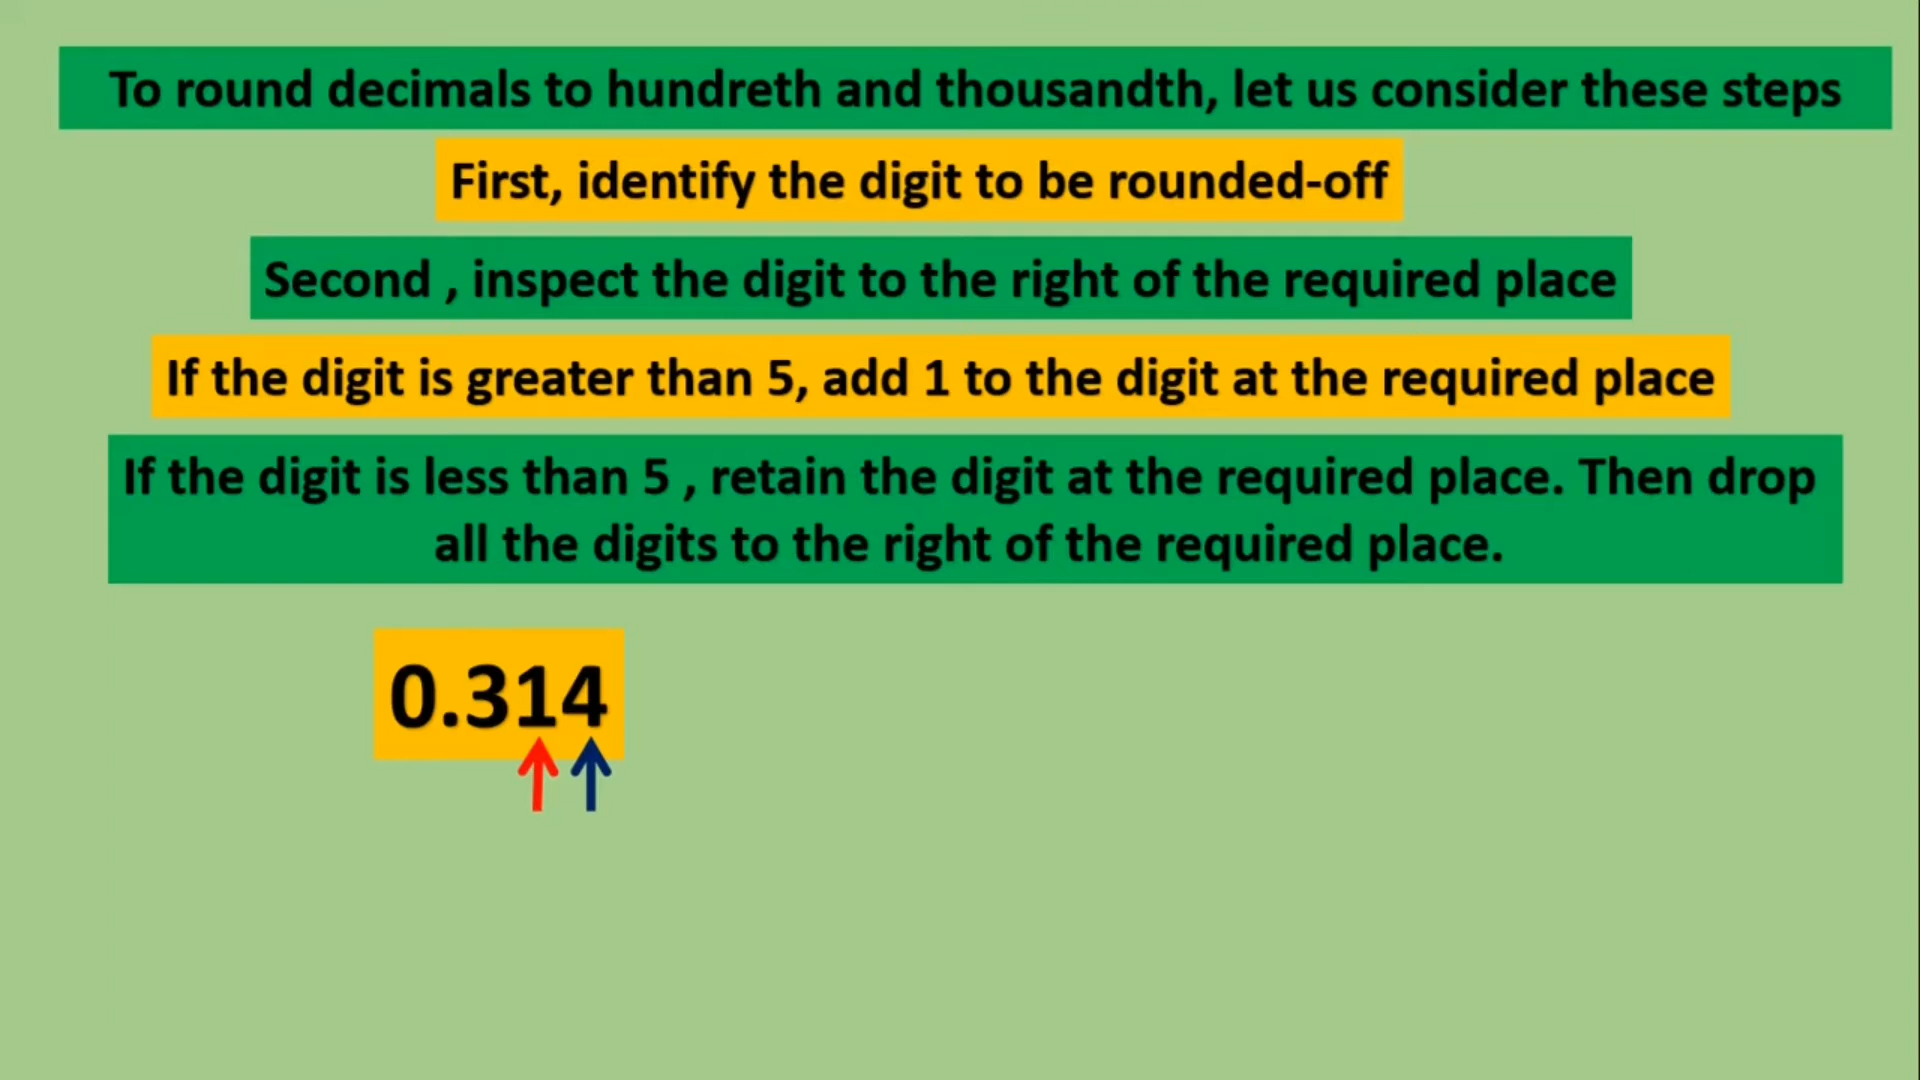 To round decimals to hundreth and thousandth, let us consider these steps
First, identify the digit to be rounded-off
Second , inspect the digit to the right of the required place
If the digit is greater than 5, add 1 to the digit at the required place
If the digit is less than 5 , retain the digit at the required place. Then drop
all the digits to the right of the required place.
0.314